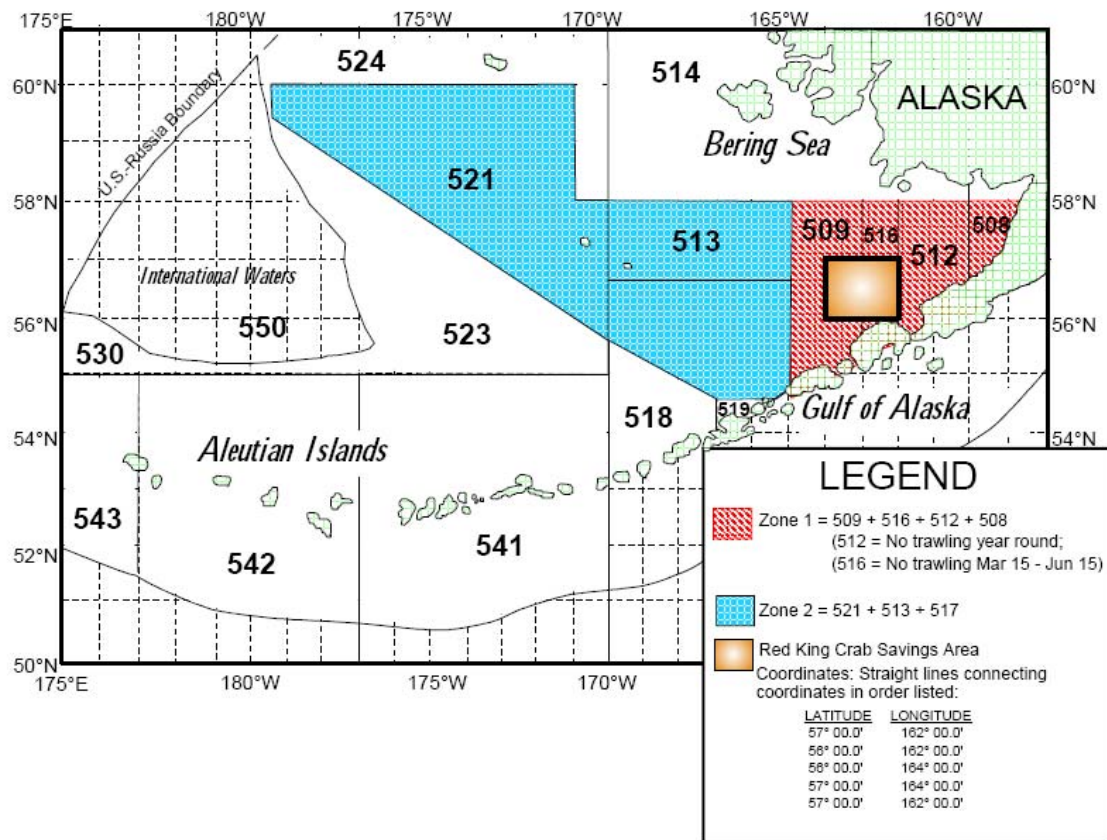 175°E 180°W 175°W 170°W 165°W 160°W
524
514
60°N 60°N
ALASKA
U.S.-Russia Boundary
Bering Sea
521
58°N 58°N
513 509 516 512 508
International Waters
550
523
56°N 56°N
530
518 519 Gulf of Alaska
54°N 54°N
Aleutian Islands
543
542
541
52°N
50°N
175°E 180°W 175°W 170°W
LEGEND
Zone 1 = 509 + 516 + 512 + 508
(512 = No trawling year round;
(516 = No trawling Mar 15 - Jun 15)
Zone 2 = 521 + 513 + 517
Red King Crab Savings Area
Coordinates: Straight lines connecting
coordinates in order listed:
LATITUDE LONGITUDE
57° 00.0' 162° 00.0'
56° 00.0' 162° 00.0'
56° 00.0' 164° 00.0'
57° 00.0' 164° 00.0'
57° 00.0' 162° 00.0'